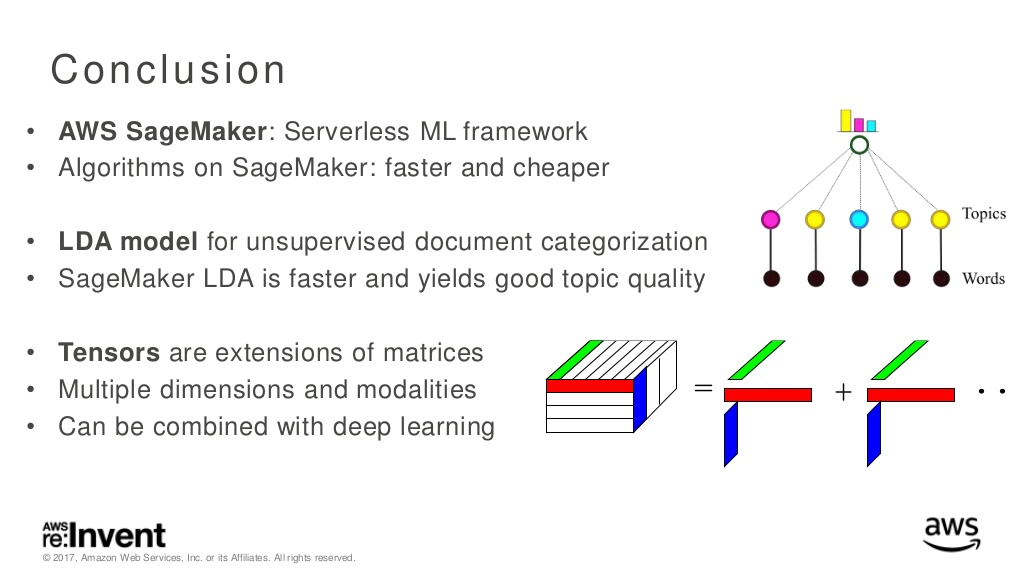 Conclusion
• AWS SageMaker: Serverless ML framework
• Algorithms on SageMaker: faster and cheaper
• LDA model for unsupervised document categorization
• SageMaker LDA is faster and yields good topic quality
• Tensors are extensions of matrices
• Multiple dimensions and modalities
• Can be combined with deep learning
Topics
Words
= + . .
AWS
re:Invent
© 2017, Amazon Web Services, Inc. or its Affiliates. All rights reserved.
aws